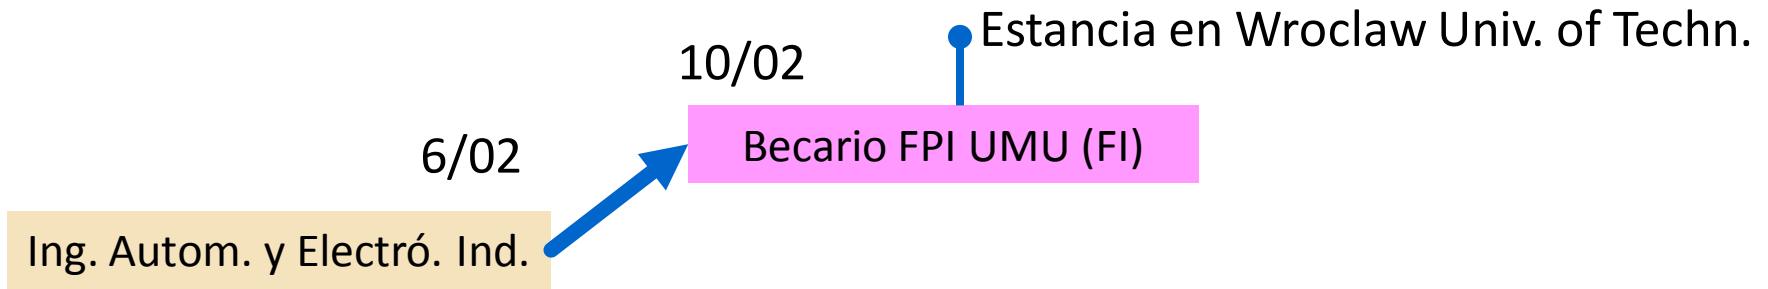 Estancia en Wroclaw Univ. of Techn.
10/02
Becario FPI UMU (FI)
6/02
Ing. Autom. y Electró. Ind.